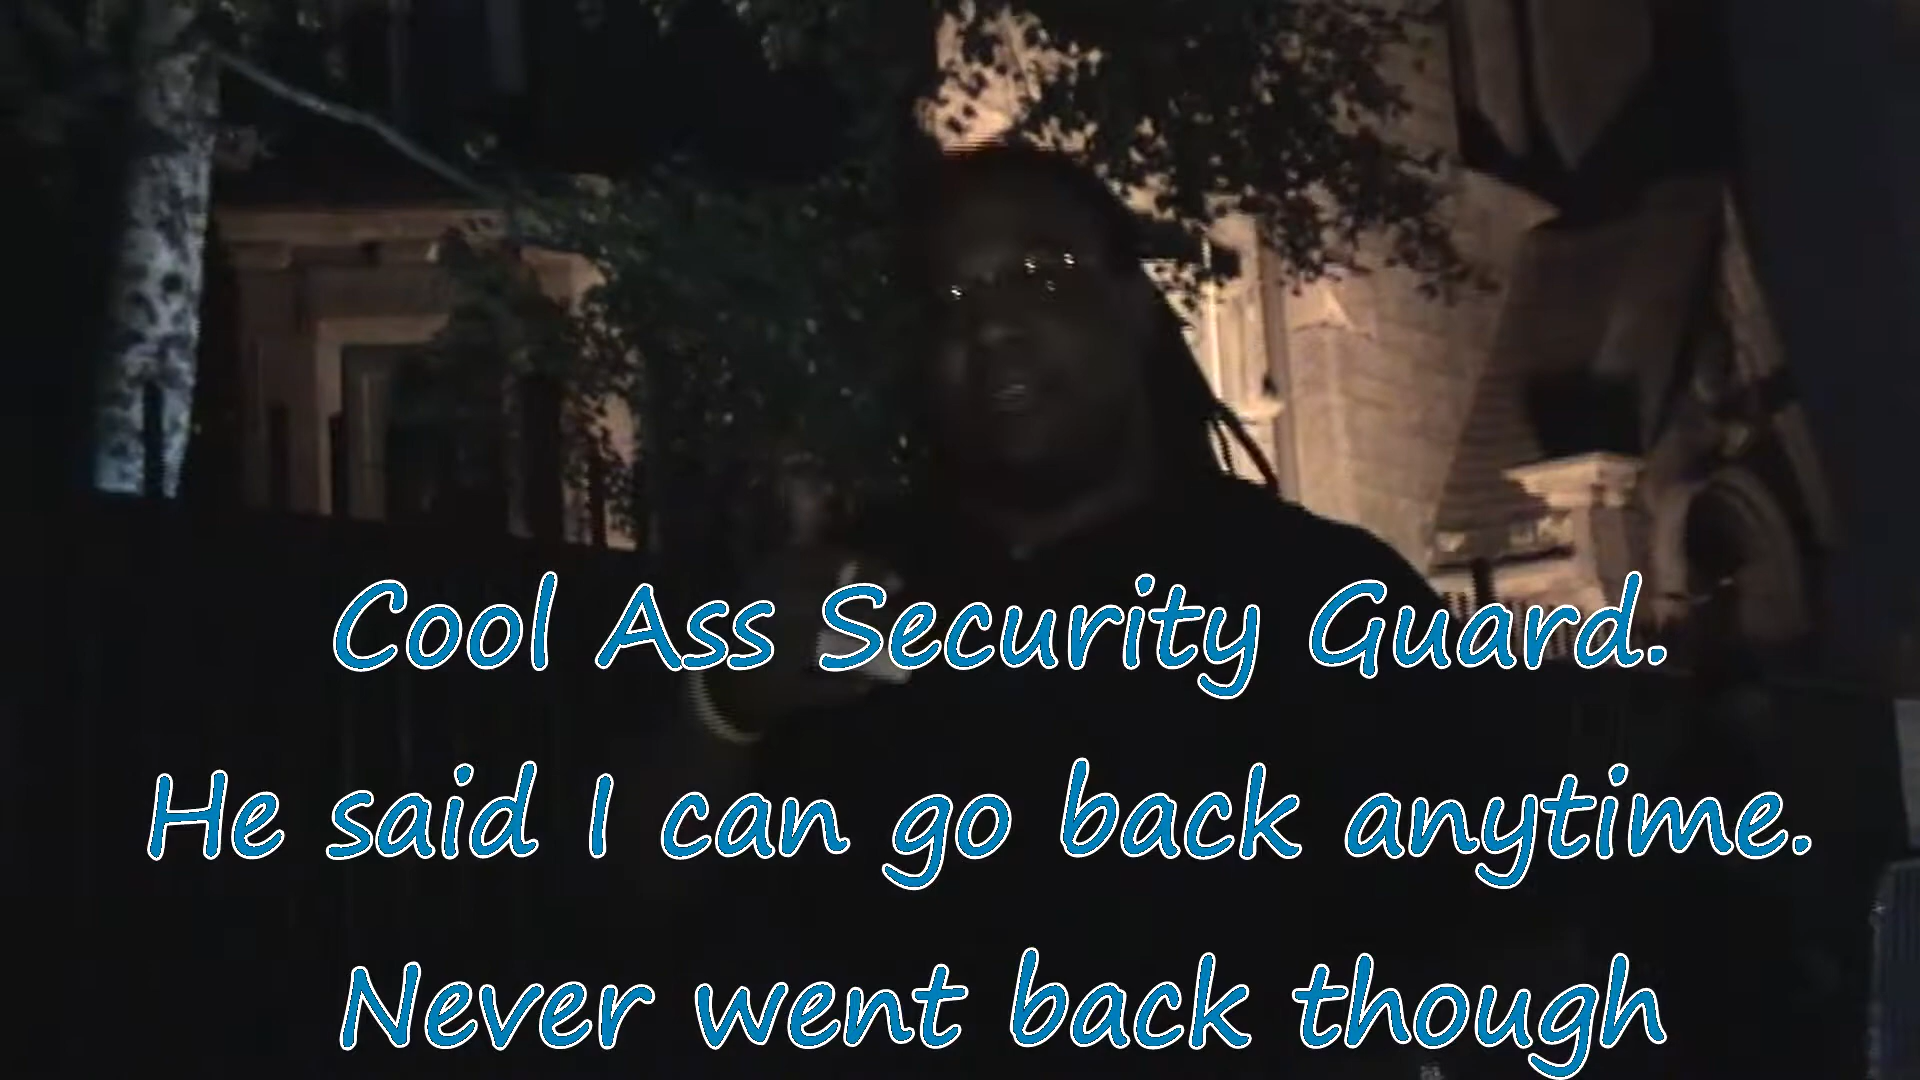 Cool Ass Security Guard.
He said I can go back anytime.
Never went back though